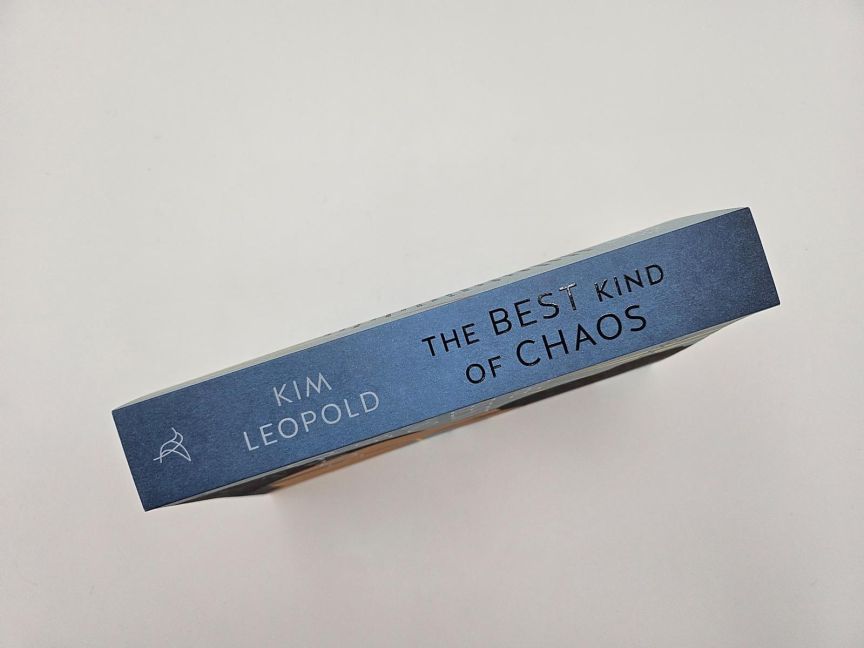 KIM
LEOPOLD
THE BEST KIND
OF CHAOS